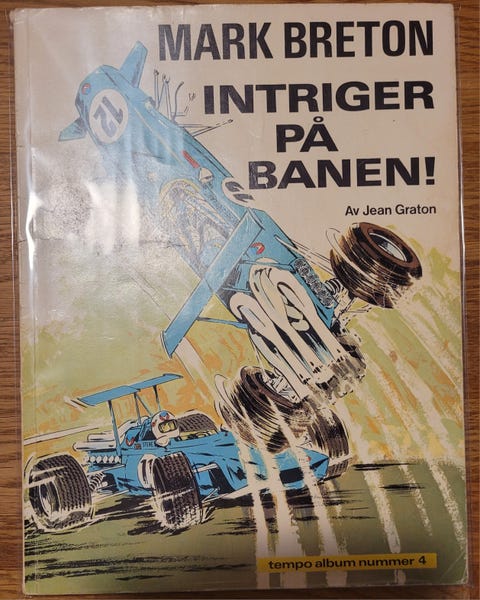 MARK BRETON
INTRIGER
PÅ
BANEN!
Av Jean Graton
12
tempo album nummer 4